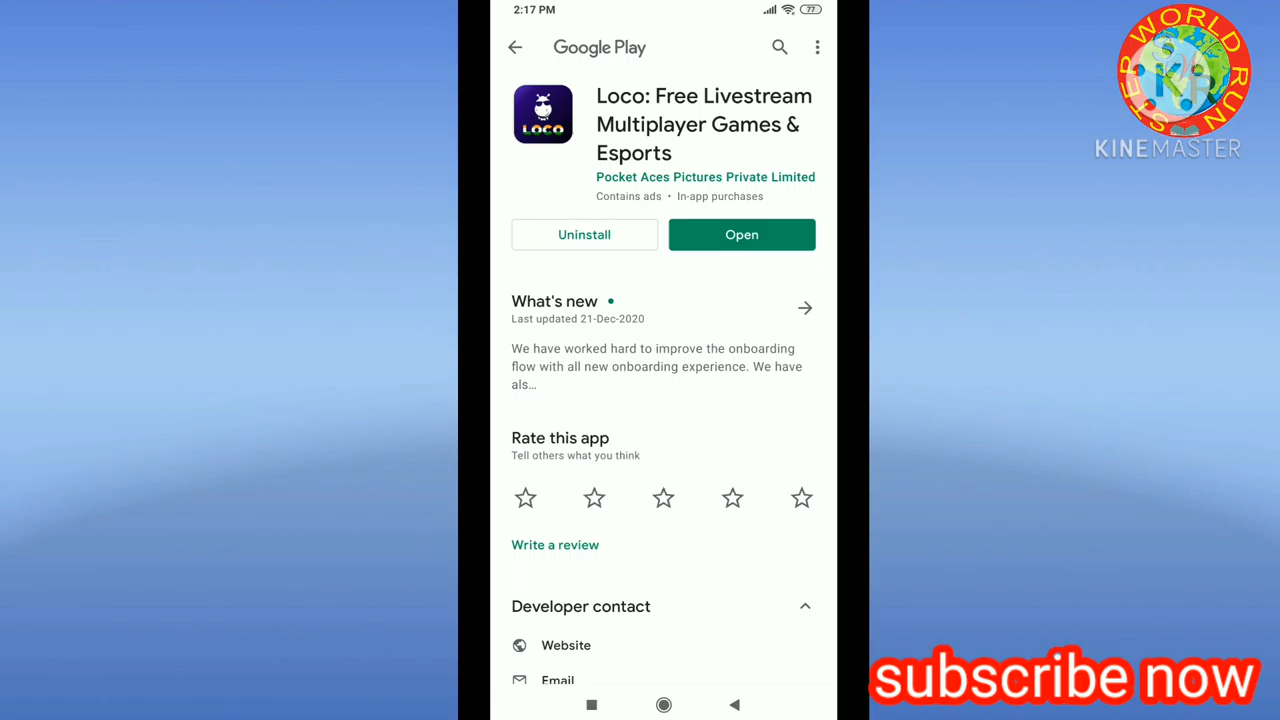 2:17 PM
77
Google Play
LOCO
Loco: Free Livestream
Multiplayer Games &
Esports
Pocket Aces Pictures Private Limited
Contains ads • In-app purchases
Uninstall
Open
What's new •
Last updated 21-Dec-2020
We have worked hard to improve the onboarding
flow with all new onboarding experience. We have
als...
Rate this app
Tell others what you think
Write a review
Developer contact
Website
Email
WORLD
KINEMASTER
subscribe now